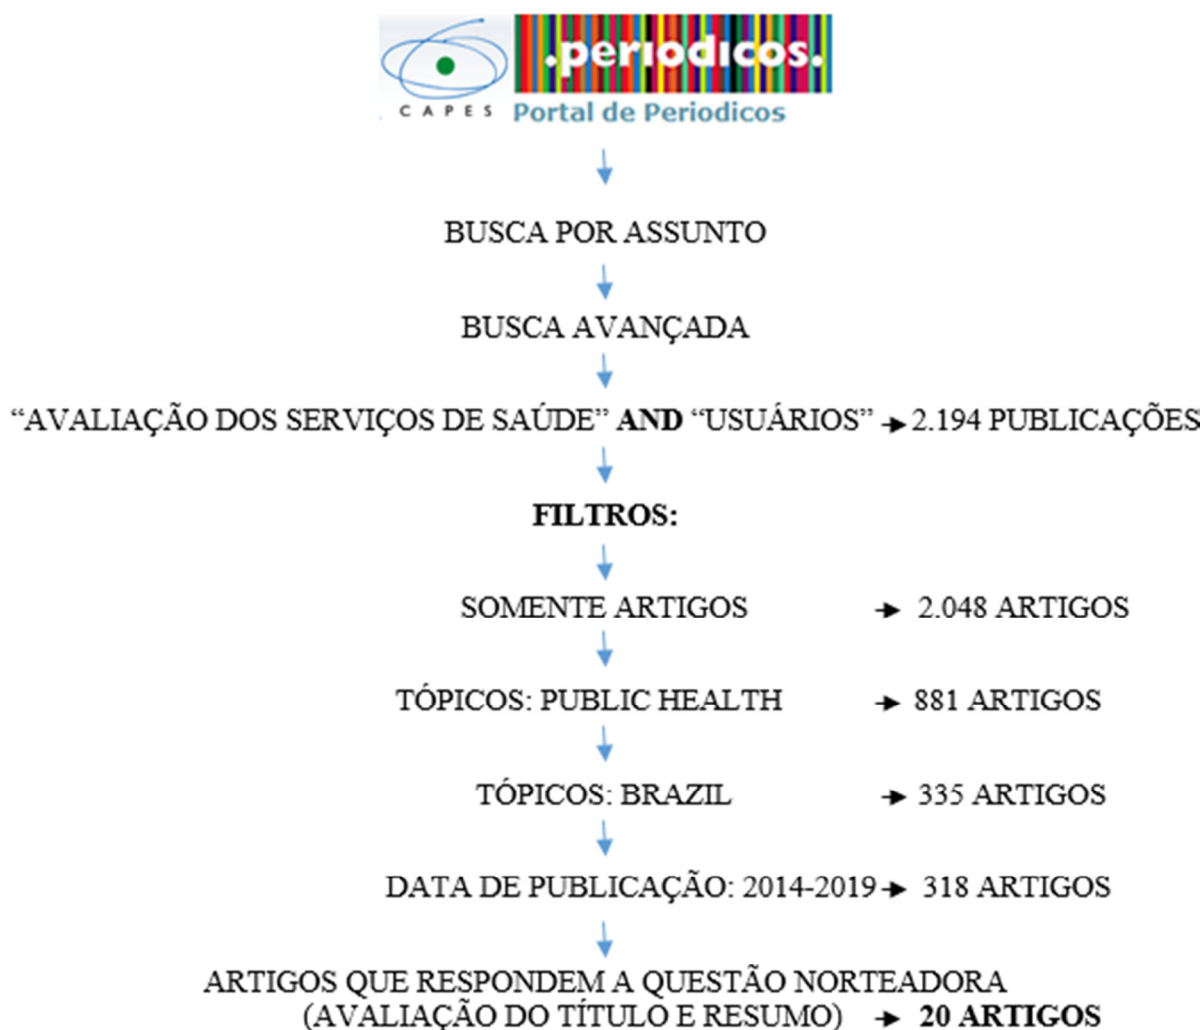 .periodicos.
CAPES Portal de Periodicos
BUSCA POR ASSUNTO
BUSCA AVANÇADA
“AVALIAÇÃO DOS SERVIÇOS DE SAÚDE” AND “USUÁRIOS” → 2.194 PUBLICAÇÕES
FILTROS:
SOMENTE ARTIGOS → 2.048 ARTIGOS
TÓPICOS: PUBLIC HEALTH → 881 ARTIGOS
TÓPICOS: BRAZIL → 335 ARTIGOS
DATA DE PUBLICAÇÃO: 2014-2019 → 318 ARTIGOS
ARTIGOS QUE RESPONDEM A QUESTÃO NORTEADORA
(AVALIAÇÃO DO TÍTULO E RESUMO) → 20 ARTIGOS